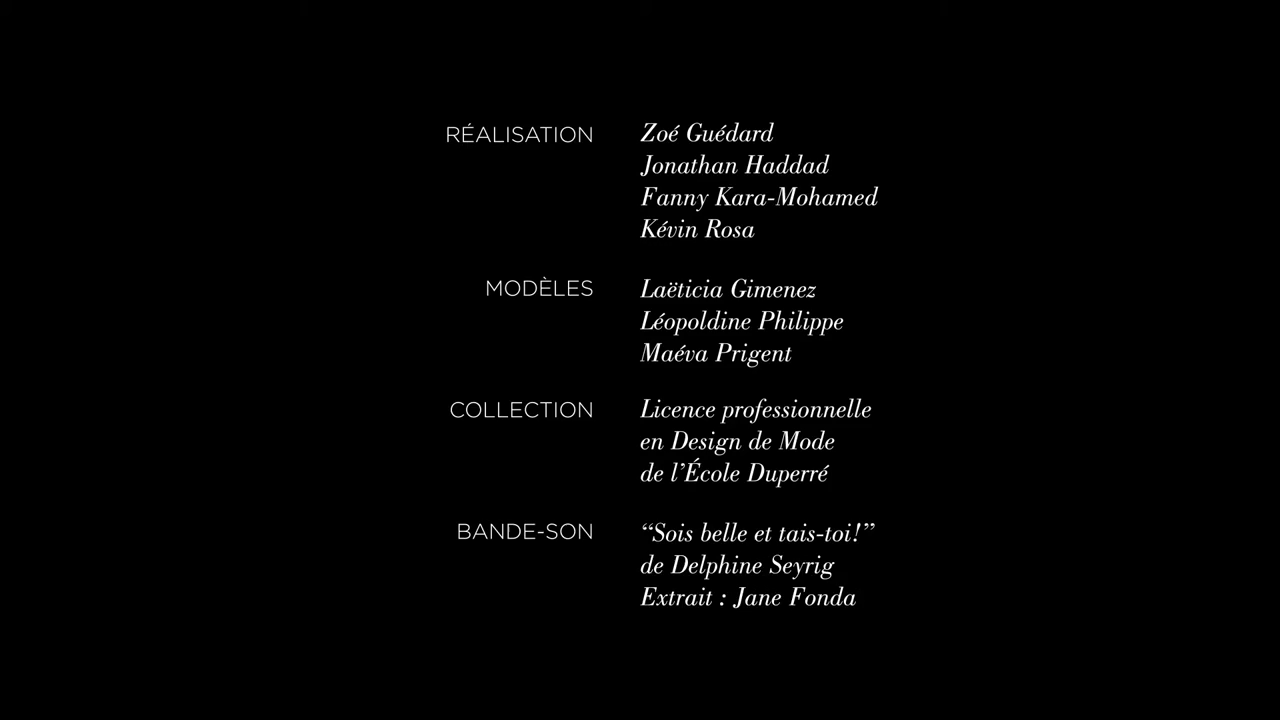 RÉALISATION Zoé Guédard
Jonathan Haddad
Fanny Kara-Mohamed
Kévin Rosa
MODÈLES Laëticia Gimenez
Léopoldine Philippe
Maéva Prigent
COLLECTION Licence professionnelle
en Design de Mode
de l’École Duperré
BANDE-SON “Sois belle et tais-toi!”
de Delphine Seyrig
Extrait : Jane Fonda